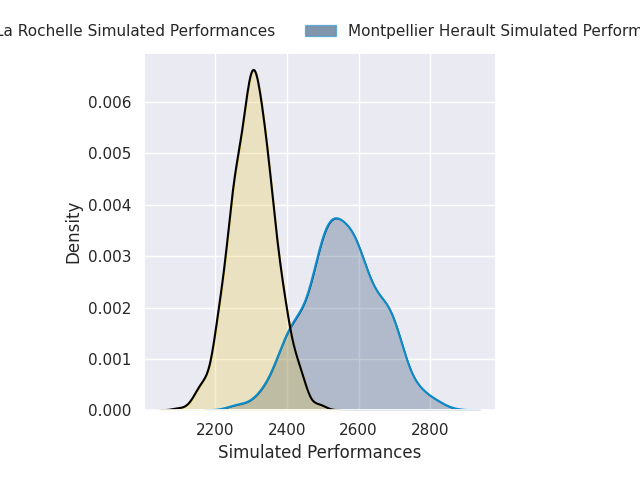 La Rochelle Simulated Performances
Montpellier Herault Simulated Perform
0.006
0.005
0.004
0.003
0.002
0.001
0.000
Density
2200 2400 2600 2800
Simulated Performances